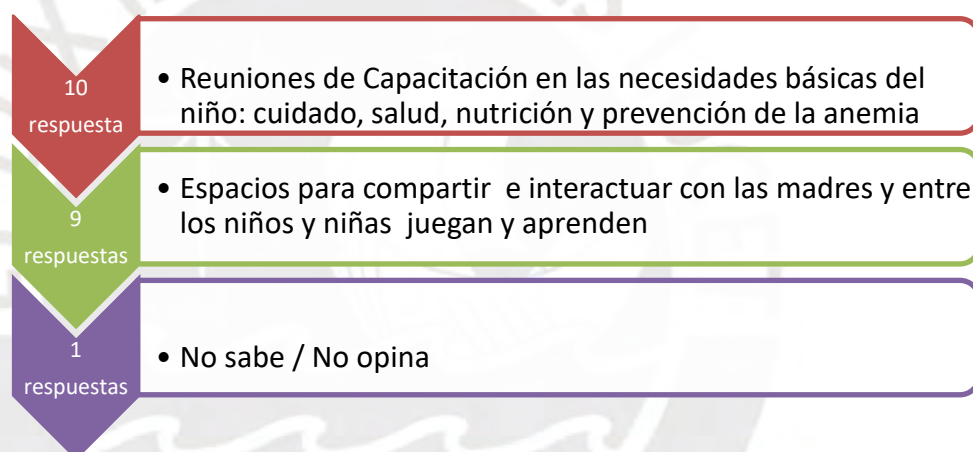 10
respuesta
• Reuniones de Capacitación en las necesidades básicas del
niño: cuidado, salud, nutrición y prevención de la anemia
9
respuestas
• Espacios para compartir e interactuar con las madres y entre
los niños y niñas juegan y aprenden
1
respuestas
• No sabe / No opina